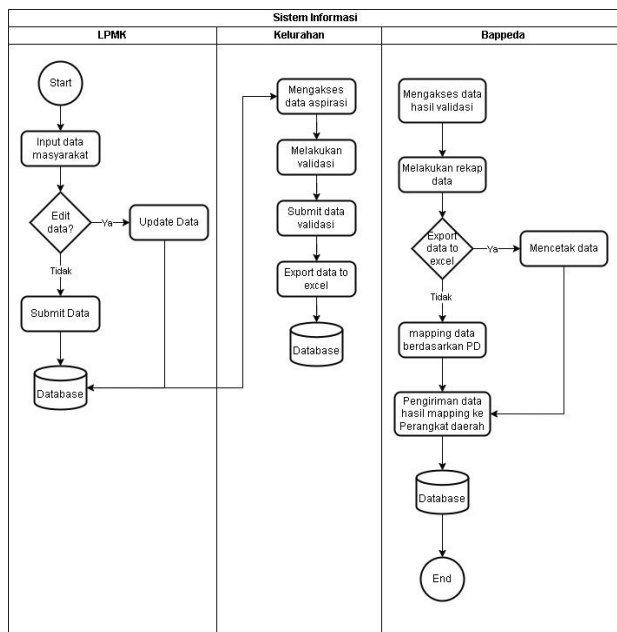 Sistem Informasi
LPMK
Kelurahan
Bappeda
Start
Input data
masyarakat
Edit
data?
Ya
Update Data
Tidak
Submit Data
Database
Mengakses
data aspirasi
Melakukan
validasi
Submit data
validasi
Export data to
excel
Database
Mengakses data
hasil validasi
Melakukan rekap
data
Export
data to
excel
Ya
Mencetak data
Tidak
mapping data
berdasarkan PD
Pengiriman data
hasil mapping ke
Perangkat daerah
Database
End